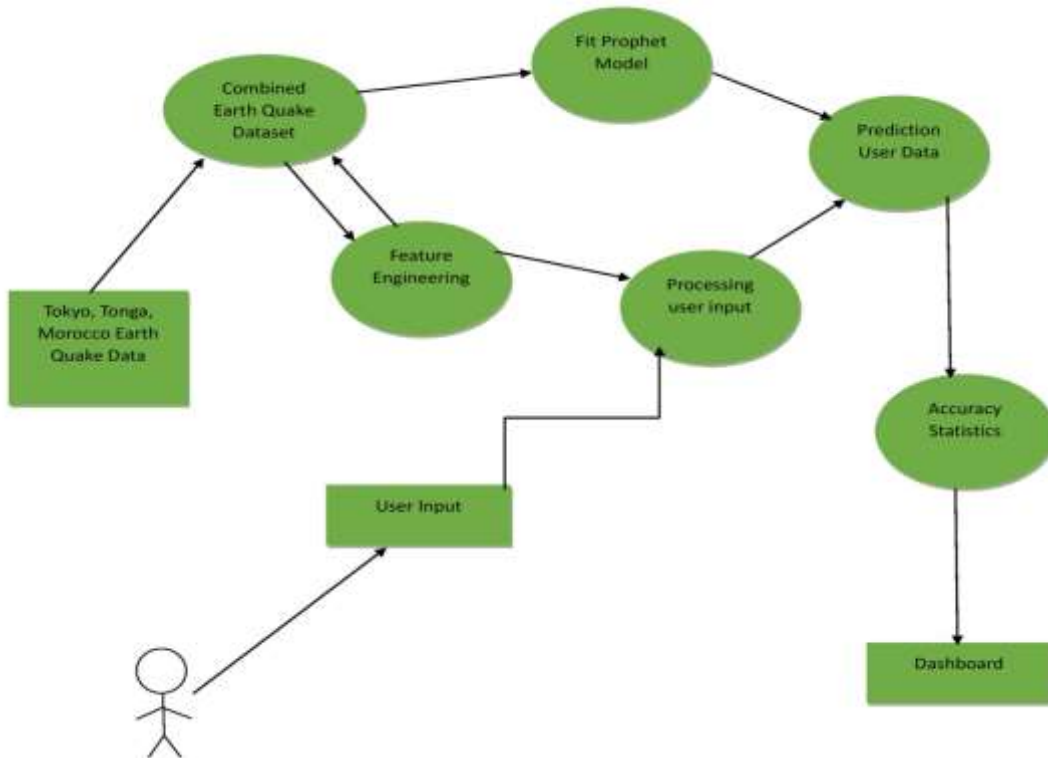 Fit Prophet
Model
Combined
Earth Quake
Dataset
Prediction
User Data
Feature
Engineering
Processing
user input
Tokyo, Tonga,
Morocco Earth
Quake Data
Accuracy
Statistics
User Input
Dashboard